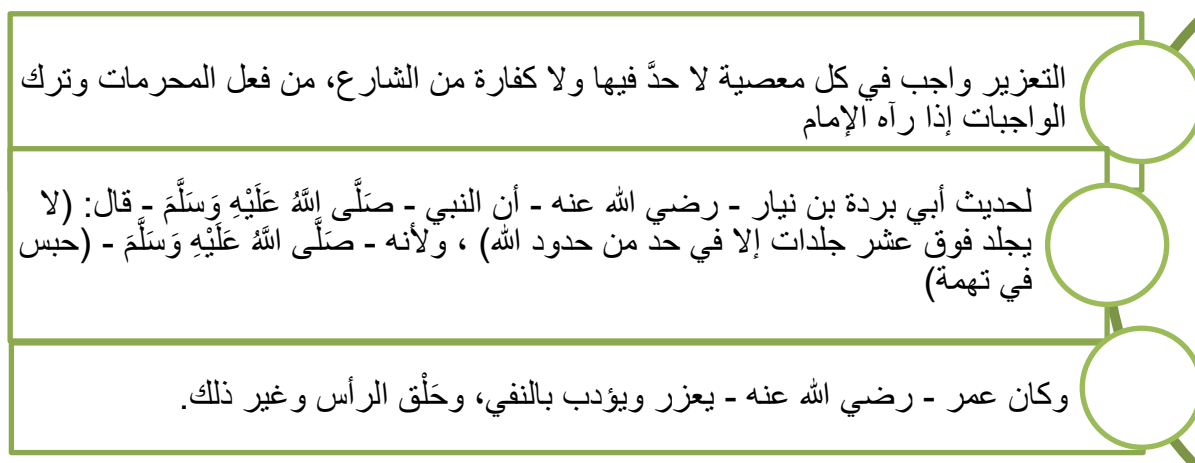 التعزير واجب في كل معصية لا حدَّ فيها ولا كفارة من الشارع، من فعل المحرمات وترك
الواجبات إذا رآه الإمام
لحديث أبي بردة بن نيار - رضي الله عنه - أن النبي - صَلَّى اللَّهُ عَلَيْهِ وَسَلَّمَ - قال: (لا
يجلد فوق عشر جلدات إلا في حد من حدود الله) ، ولأنه - صَلَّى اللَّهُ عَلَيْهِ وَسَلَّمَ - (حبس
في تهمة)
وكان عمر - رضي الله عنه - يعزر ويؤدب بالنفي، وحَلْق الرأس وغير ذلك.